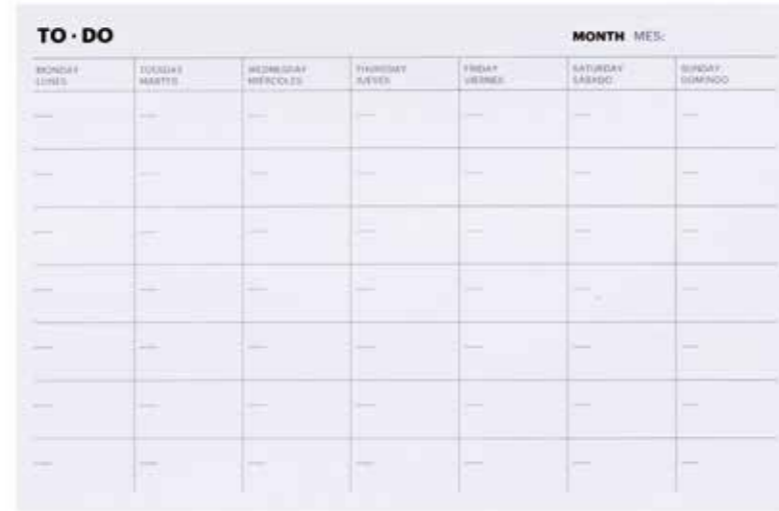 TO · DO
MONTH MES:
MONDAY TUESDAY WEDNESDAY THURSDAY FRIDAY SATURDAY SUNDAY
LUNES MARTES MIÉRCOLES JUEVES VIERNES SÁBADO DOMINGO